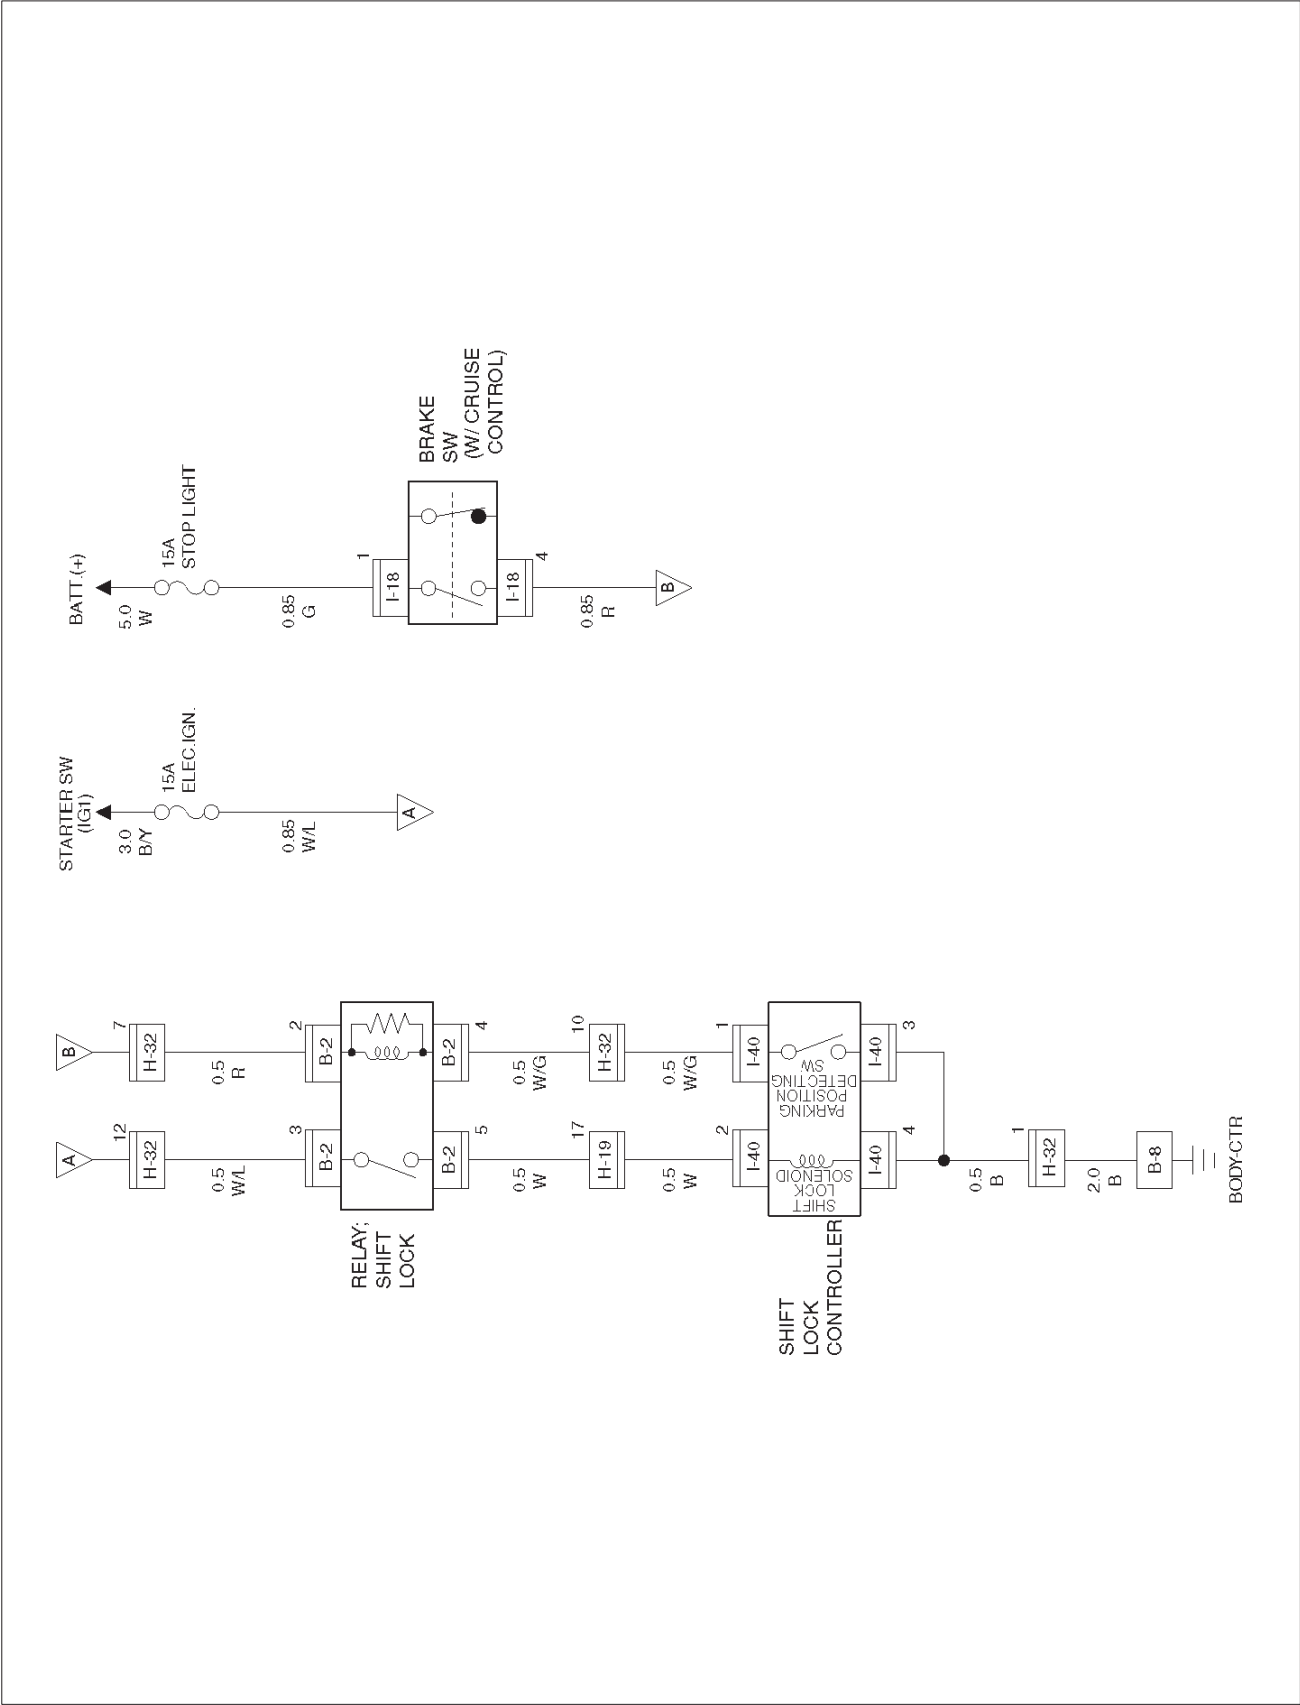 A
12
H-32
0.5
W/L
3
B-2
B
7
H-32
0.5
R
2
B-2
RELAY;
SHIFT
LOCK
B-2
5
0.5
W
17
H-19
0.5
W
2
I-40
B-2
4
0.5
W/G
10
H-32
0.5
W/G
1
I-40
SHIFT
LOCK
CONTROLLER
SHIFT
LOCK
SOLENOID
PARKING
POSITION
DETECTING
SW
I-40
4
I-40
3
0.5
B
1
H-32
2.0
B
B-8
BODY-CTR
STARTER SW
(IG1)
3.0
B/Y
15A
ELEC.IGN.
0.85
W/L
A
BATT.(+)
5.0
W
15A
STOP LIGHT
0.85
G
1
I-18
BRAKE
SW
(W/ CRUISE
CONTROL)
I-18
4
0.85
R
B